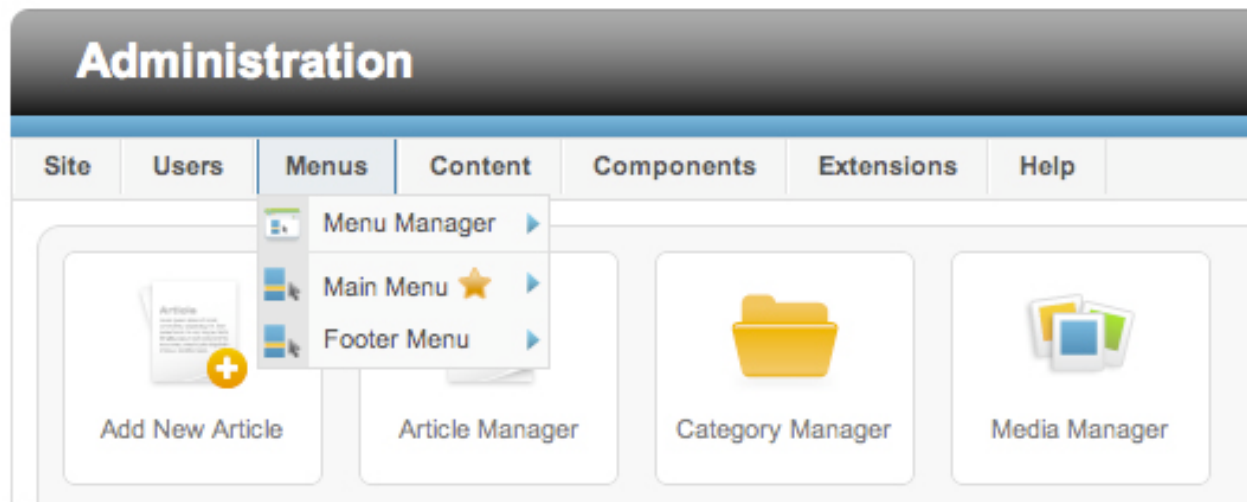 Administration
Site Users Menus Content Components Extensions Help
Menu Manager
Main Menu
Footer Menu
Article
Add New Article Article Manager Category Manager Media Manager